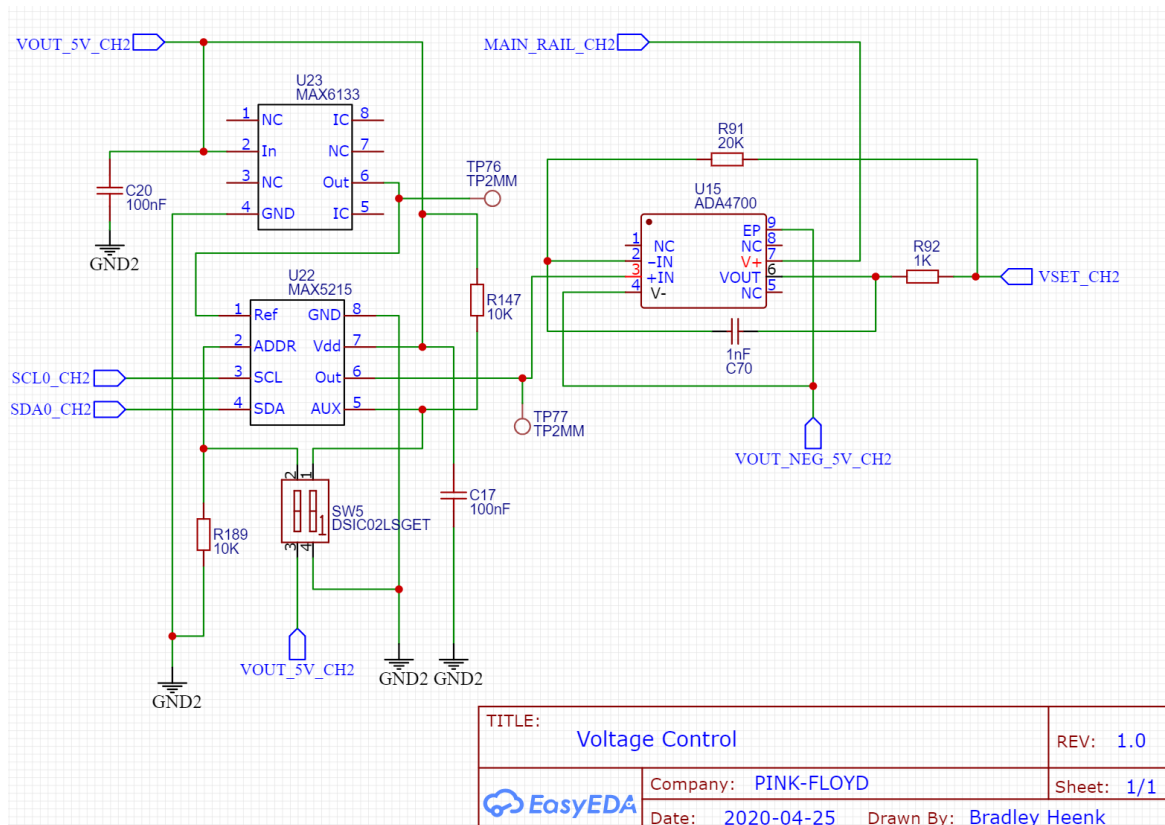 VOUT_5V_CH2
MAIN_RAIL_CH2
U23
MAX6133
1 NC IC 8
2 In NC 7
3 NC Out 6
4 GND IC 5
C20
100nF
GND2
TP76
TP2MM
R91
20K
U15
ADA4700
EP 9
1 NC NC 8
2 -IN V+ 7
3 +IN VOUT 6
4 V- NC 5
R92
1K
VSET_CH2
1nF
C70
VOUT_NEG_5V_CH2
U22
MAX5215
1 Ref GND 8
2 ADDR Vdd 7
3 SCL Out 6
4 SDA AUX 5
R147
10K
SCL0_CH2
SDA0_CH2
TP77
TP2MM
2 1
SW5
DSIC02LSGET
1
3 4
C17
100nF
R189
10K
VOUT_5V_CH2
GND2
GND2
GND2
TITLE:
Voltage Control
REV: 1.0
EasyEDA
Company: PINK-FLOYD
Sheet: 1/1
Date: 2020-04-25 Drawn By: Bradley Heenk